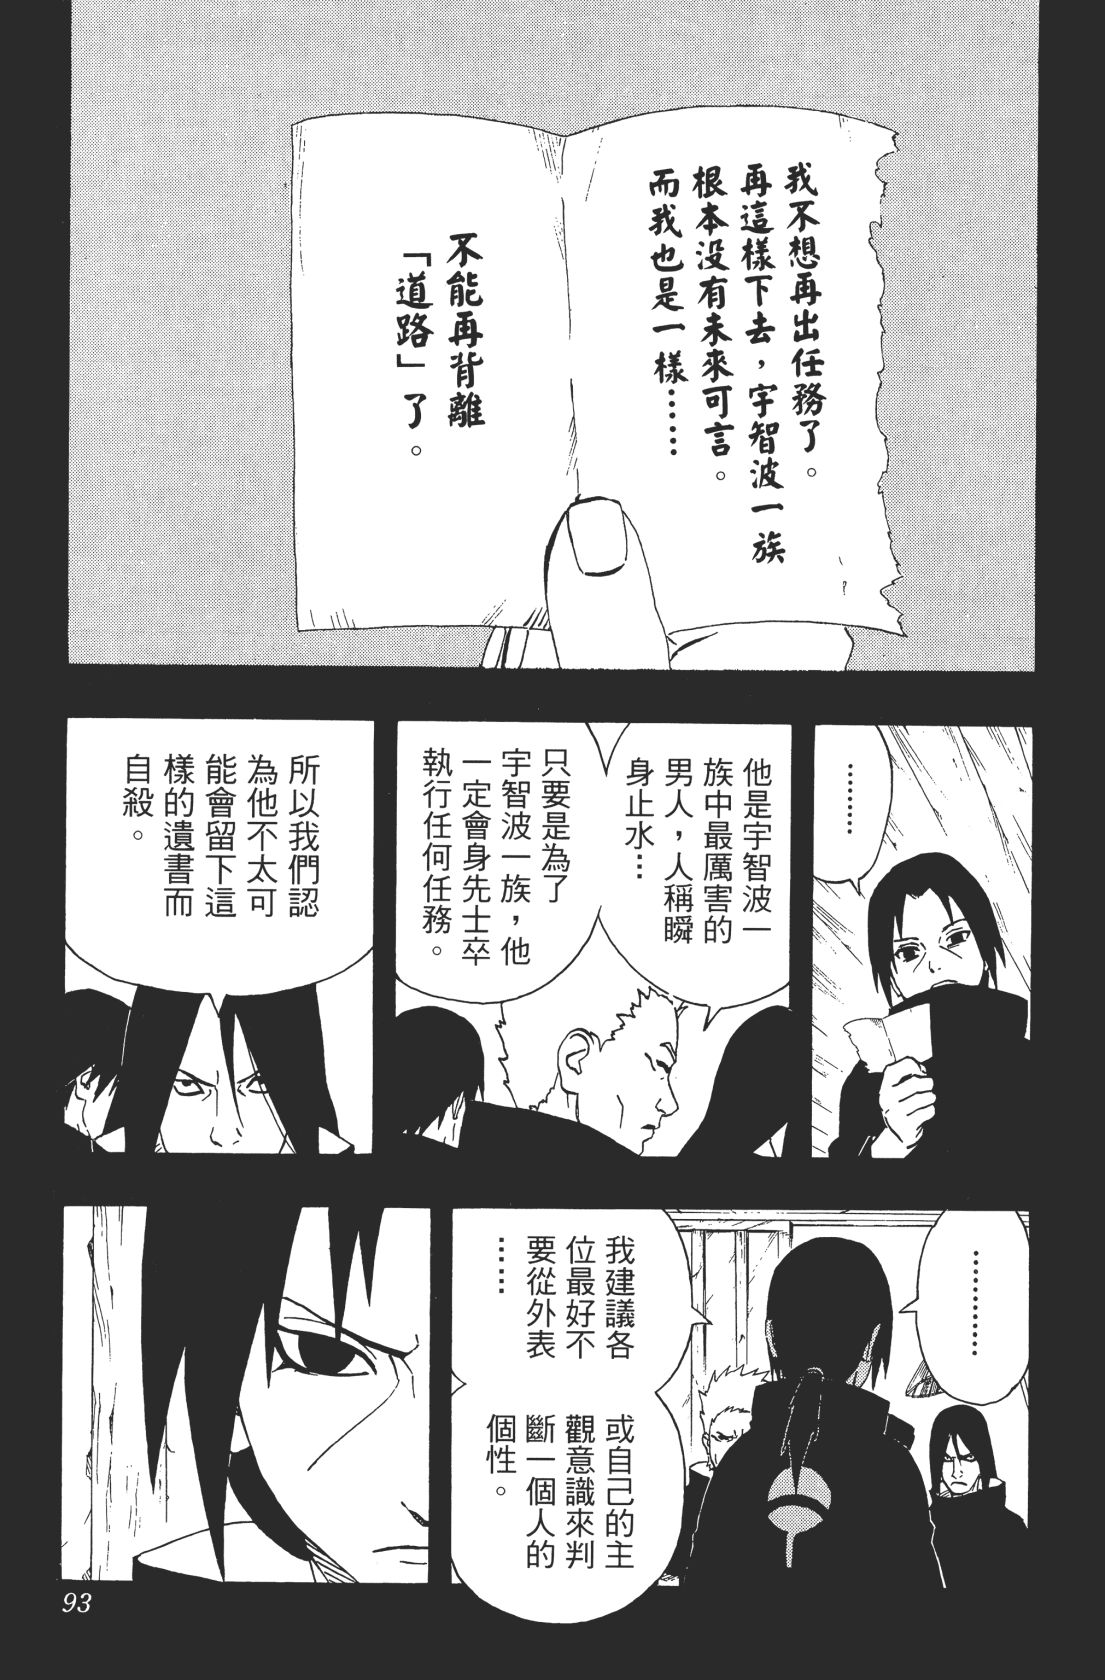 我不想再出任務了。
再這樣下去，宇智波一族
根本没有未來可言。
而我也是一樣……
不能再背離
「道路」了。
………
他是宇智波一
族中最厲害的
男人，人稱瞬
身止水…
只要是為了
宇智波一族，他
一定會身先士卒
執行任何任務。
所以我們認
為他不太可
能會留下這
樣的遺書而
自殺。
…………
我建議各
位最好不
要從外表
……
或自己的主
觀意識來判
斷一個人的
個性。
93